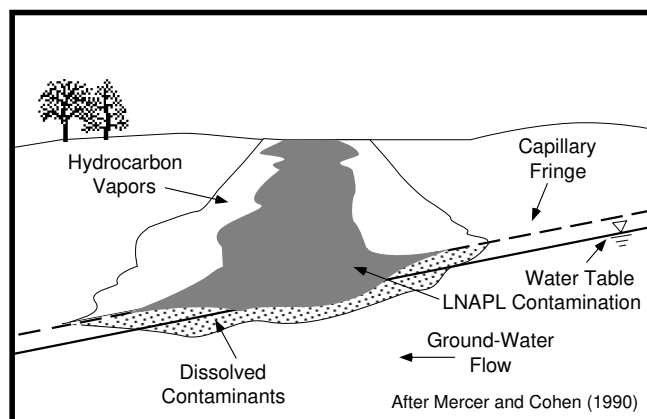 Hydrocarbon
Vapors
Capillary
Fringe
Water Table
LNAPL Contamination
Ground-Water
Flow
Dissolved
Contaminants
After Mercer and Cohen (1990)